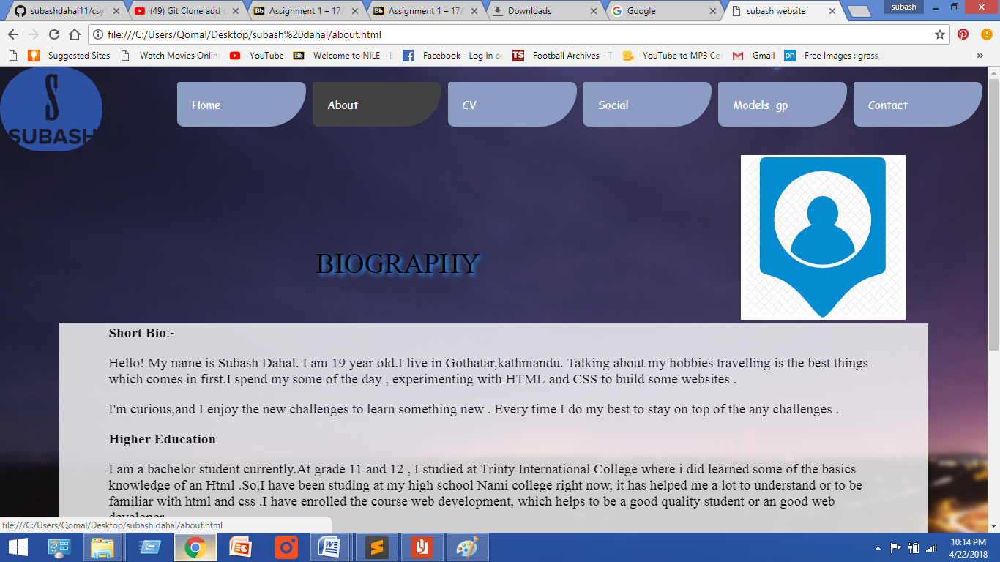 subashdahal11/csy
(49) Git Clone add c
Assignment 1 – 17/
Assignment 1 – 17/
Downloads
Google
subash website
subash
file:///C:/Users/Qomal/Desktop/subash%20dahal/about.html
Suggested Sites
Watch Movies Onlin
YouTube
Welcome to NILE –
Facebook - Log In o
Football Archives –
YouTube to MP3 Co
Gmail
Free Images : grass,
»
S
SUBASH
Home
About
CV
Social
Models_gp
Contact
BIOGRAPHY
Short Bio:-
Hello! My name is Subash Dahal. I am 19 year old.I live in Gothatar,kathmandu. Talking about my hobbies travelling is the best things
which comes in first.I spend my some of the day , experimenting with HTML and CSS to build some websites .
I'm curious,and I enjoy the new challenges to learn something new . Every time I do my best to stay on top of the any challenges .
Higher Education
I am a bachelor student currently.At grade 11 and 12 , I studied at Trinty International College where i did learned some of the basics
knowledge of an Html .So,I have been studing at my high school Nami college right now, it has helped me a lot to understand or to be
familiar with html and css .I have enrolled the course web development, which helps to be a good quality student or an good web
developer
file:///C:/Users/Qomal/Desktop/subash dahal/about.html
10:14 PM
4/22/2018